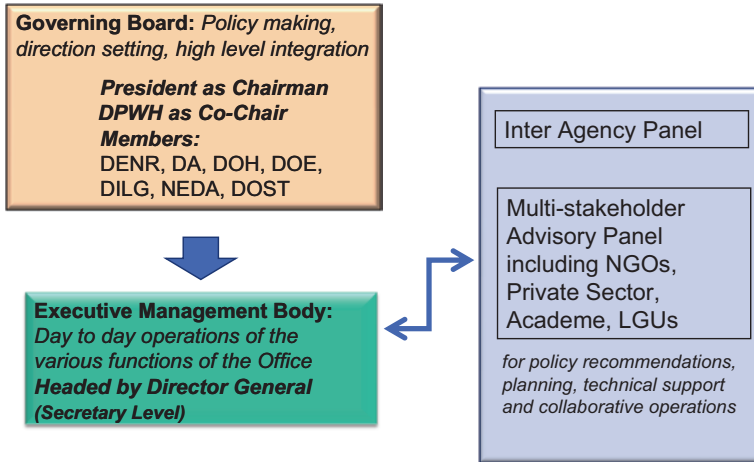 Governing Board: Policy making,
direction setting, high level integration
President as Chairman
DPWH as Co-Chair
Members:
DENR, DA, DOH, DOE,
DILG, NEDA, DOST
Executive Management Body:
Day to day operations of the
various functions of the Office
Headed by Director General
(Secretary Level)
Inter Agency Panel
Multi-stakeholder
Advisory Panel
including NGOs,
Private Sector,
Academe, LGUs
for policy recommendations,
planning, technical support
and collaborative operations